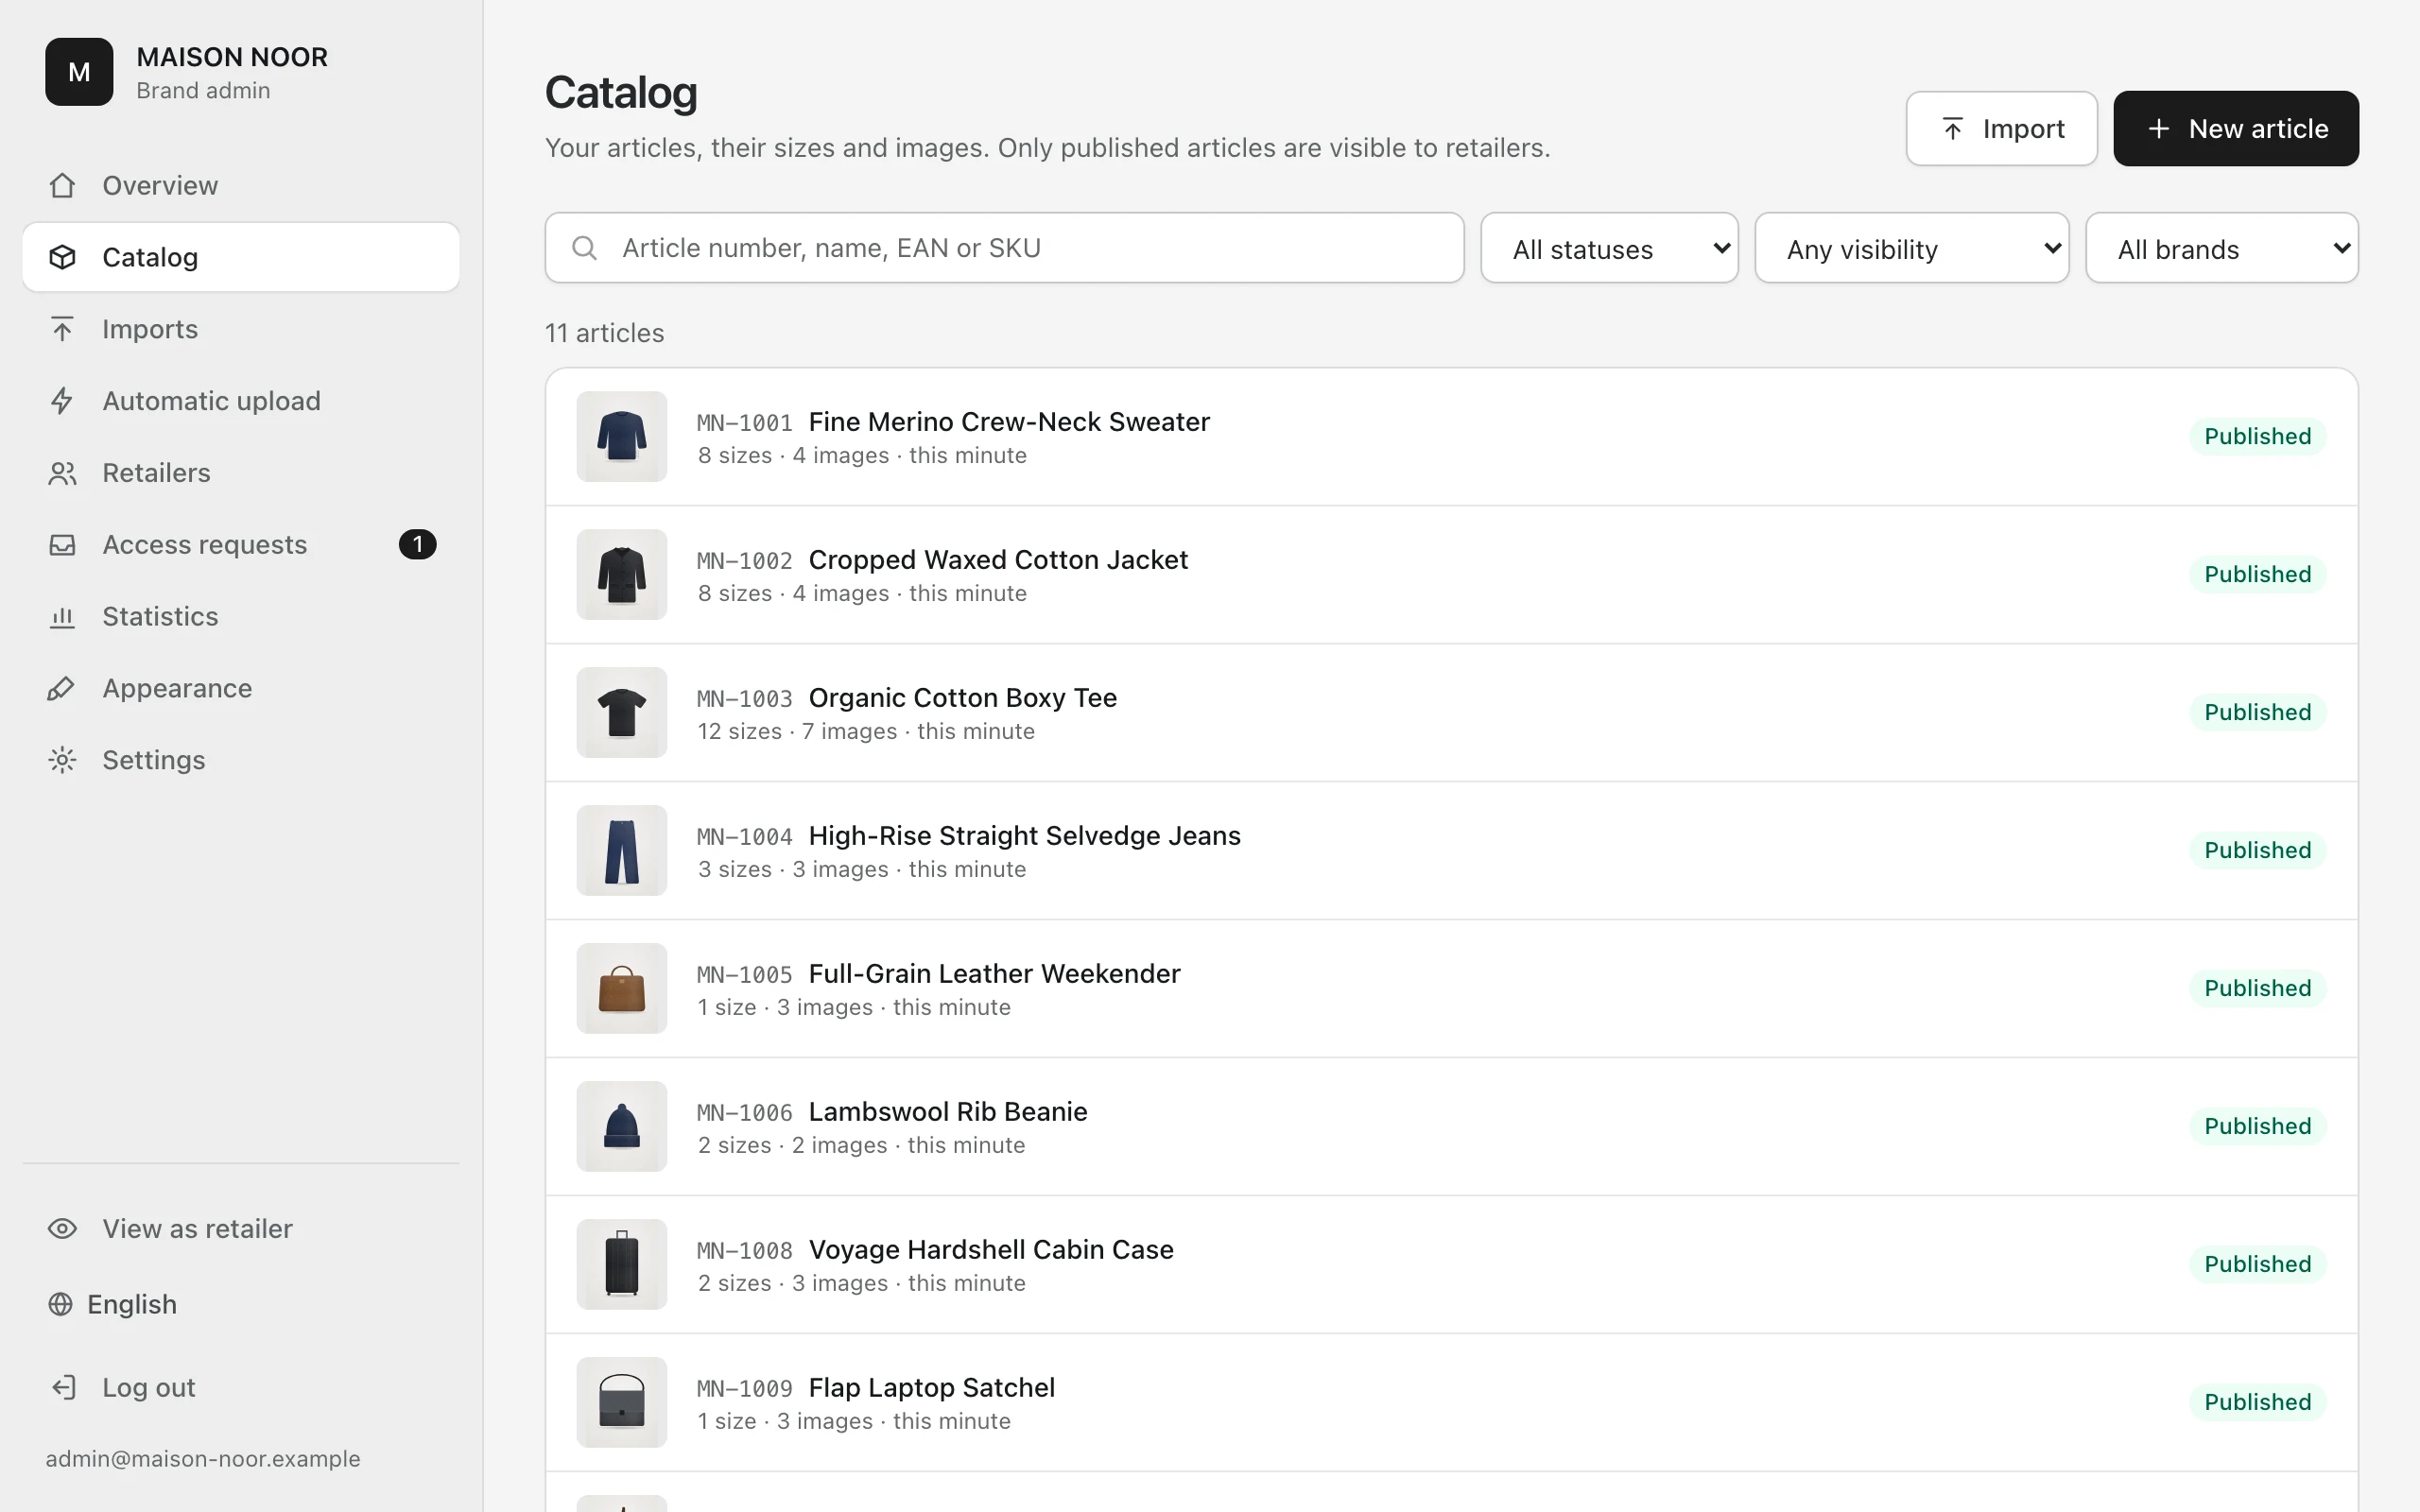 M
MAISON NOOR
Brand admin
Overview
Catalog
Imports
Automatic upload
Retailers
Access requests 1
Statistics
Appearance
Settings
View as retailer
English
Log out
admin@maison-noor.example
Catalog
Your articles, their sizes and images. Only published articles are visible to retailers.
Import
New article
Article number, name, EAN or SKU
All statuses
Any visibility
All brands
11 articles
MN-1001 Fine Merino Crew-Neck Sweater
8 sizes · 4 images · this minute
Published
MN-1002 Cropped Waxed Cotton Jacket
8 sizes · 4 images · this minute
Published
MN-1003 Organic Cotton Boxy Tee
12 sizes · 7 images · this minute
Published
MN-1004 High-Rise Straight Selvedge Jeans
3 sizes · 3 images · this minute
Published
MN-1005 Full-Grain Leather Weekender
1 size · 3 images · this minute
Published
MN-1006 Lambswool Rib Beanie
2 sizes · 2 images · this minute
Published
MN-1008 Voyage Hardshell Cabin Case
2 sizes · 3 images · this minute
Published
MN-1009 Flap Laptop Satchel
1 size · 3 images · this minute
Published